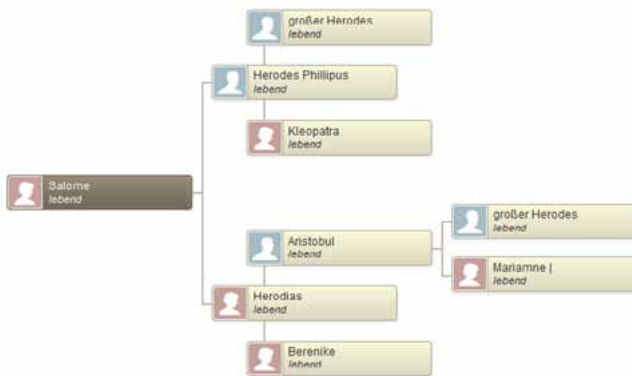 großer Herodes
lebend
Herodes Phillipus
lebend
Kleopatra
lebend
Salome
lebend
Aristobul
lebend
großer Herodes
lebend
Mariamne |
lebend
Herodias
lebend
Berenike
lebend